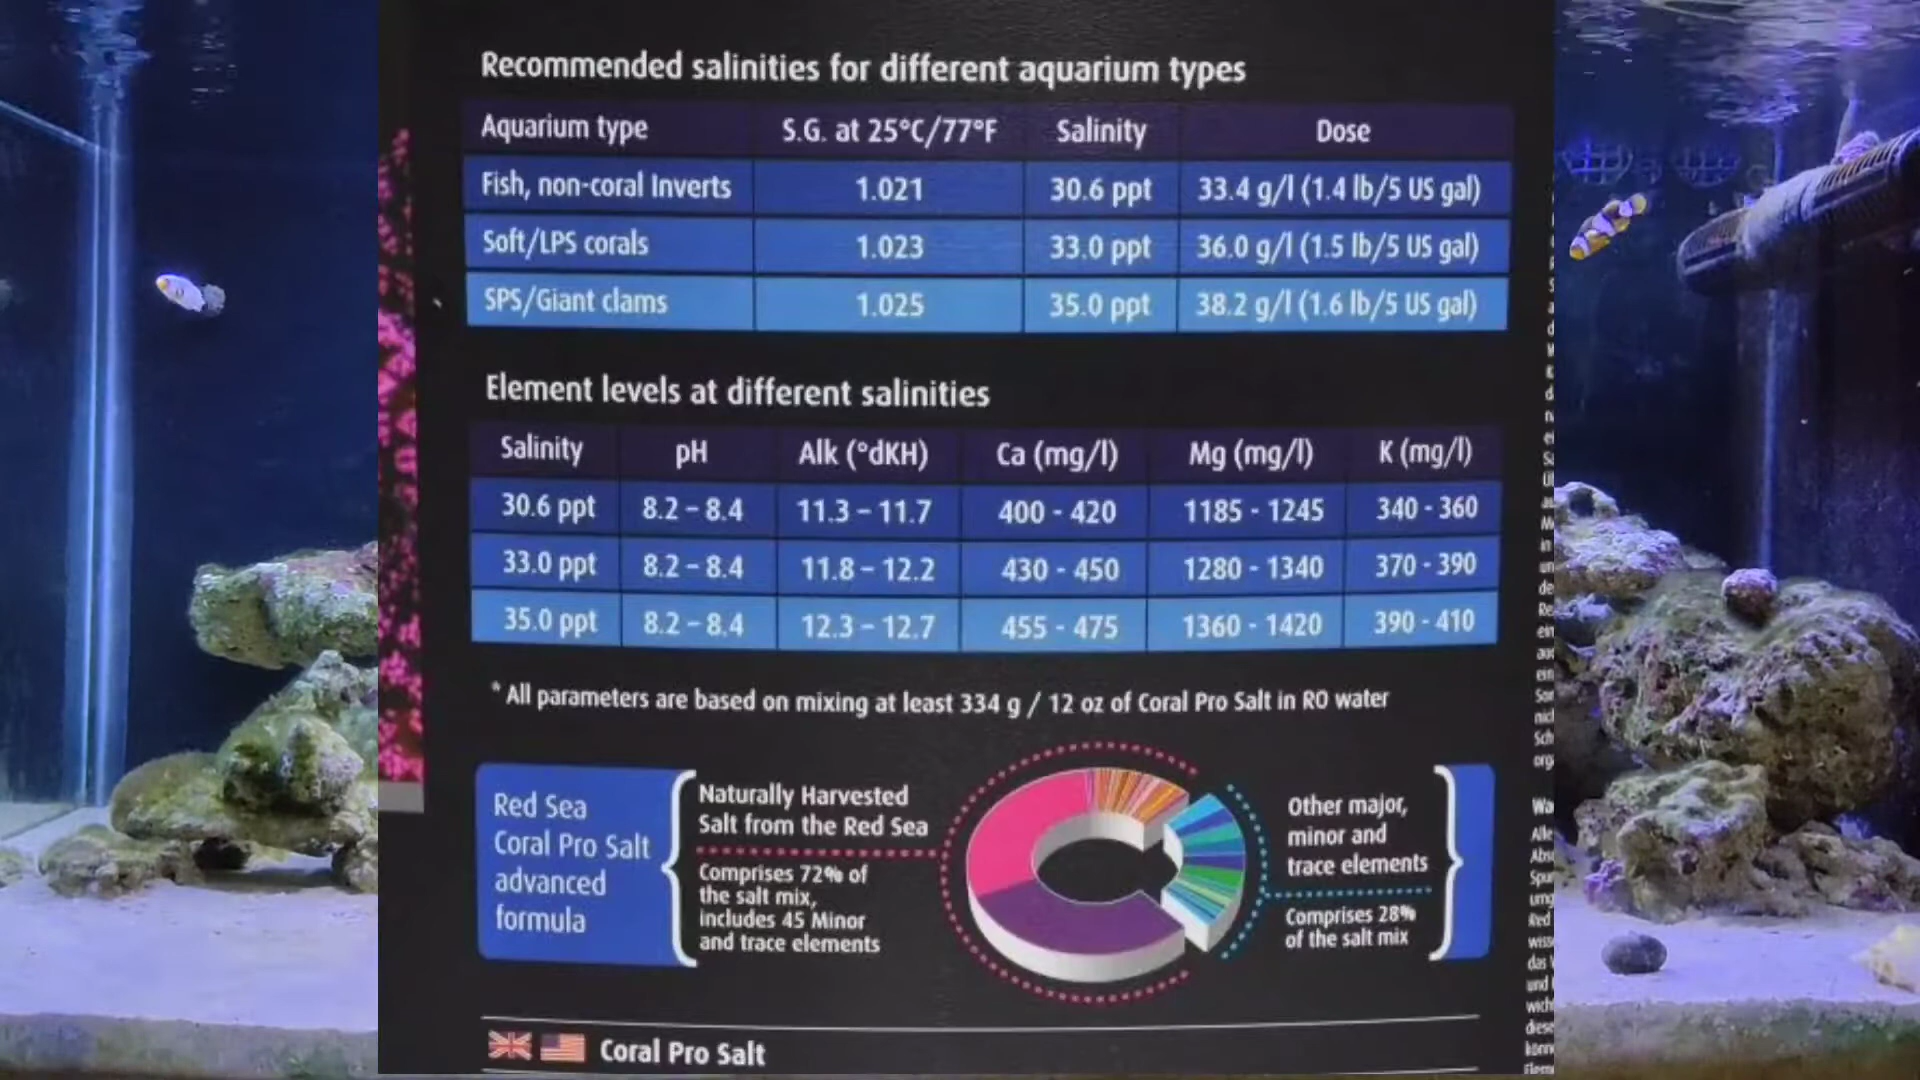 Recommended salinities for different aquarium types
Aquarium type S.G. at 25°C/77°F Salinity Dose
Fish, non-coral Inverts 1.021 30.6 ppt 33.4 g/l (1.4 lb/5 US gal)
Soft/LPS corals 1.023 33.0 ppt 36.0 g/l (1.5 lb/5 US gal)
SPS/Giant clams 1.025 35.0 ppt 38.2 g/l (1.6 lb/5 US gal)
Element levels at different salinities
Salinity pH Alk (°dKH) Ca (mg/l) Mg (mg/l) K (mg/l)
30.6 ppt 8.2 – 8.4 11.3 – 11.7 400 - 420 1185 - 1245 340 - 360
33.0 ppt 8.2 – 8.4 11.8 – 12.2 430 - 450 1280 - 1340 370 - 390
35.0 ppt 8.2 – 8.4 12.3 – 12.7 455 - 475 1360 - 1420 390 - 410
* All parameters are based on mixing at least 334 g / 12 oz of Coral Pro Salt in RO water
Red Sea
Coral Pro Salt
advanced
formula
Naturally Harvested
Salt from the Red Sea
Comprises 72% of
the salt mix,
includes 45 Minor
and trace elements
Other major,
minor and
trace elements
Comprises 28%
of the salt mix
Coral Pro Salt